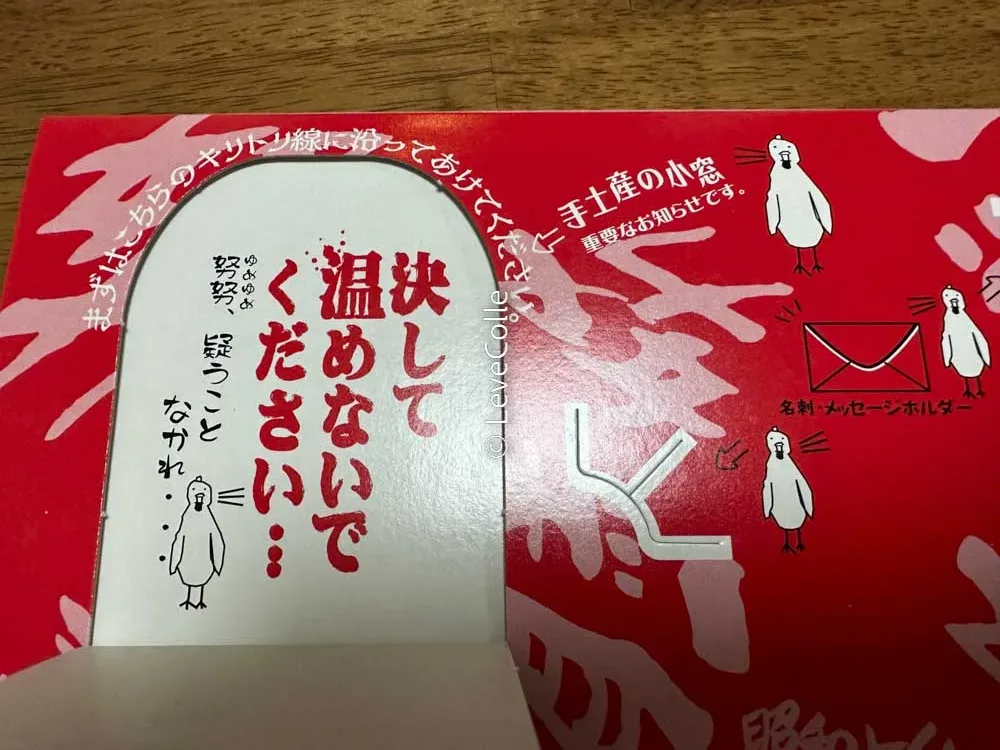 まずはこちらのキリトリ線に沿ってあけてください。
手土産の小窓
重要なお知らせです。
決して
温めないで
ください…
努努、
ゆめゆめ
疑うこと
なかれ・・・・
名刺・メッセージホルダー
© LeveColle